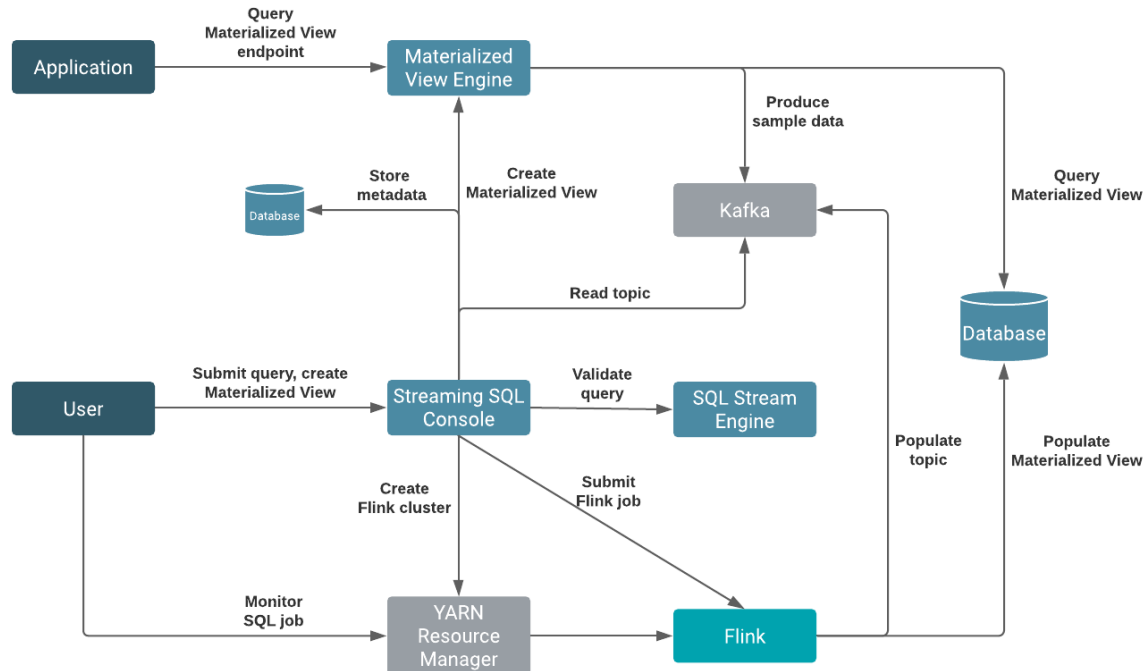 Query
Materialized View
endpoint
Application
Materialized
View Engine
Produce
sample data
Store
metadata
Create
Materialized View
Query
Materialized View
Database
Kafka
Read topic
Database
Submit query, create
Materialized View
Validate
query
User
Streaming SQL
Console
SQL Stream
Engine
Populate
topic
Populate
Materialized View
Create
Flink cluster
Submit
Flink job
Monitor
SQL job
YARN
Resource
Manager
Flink